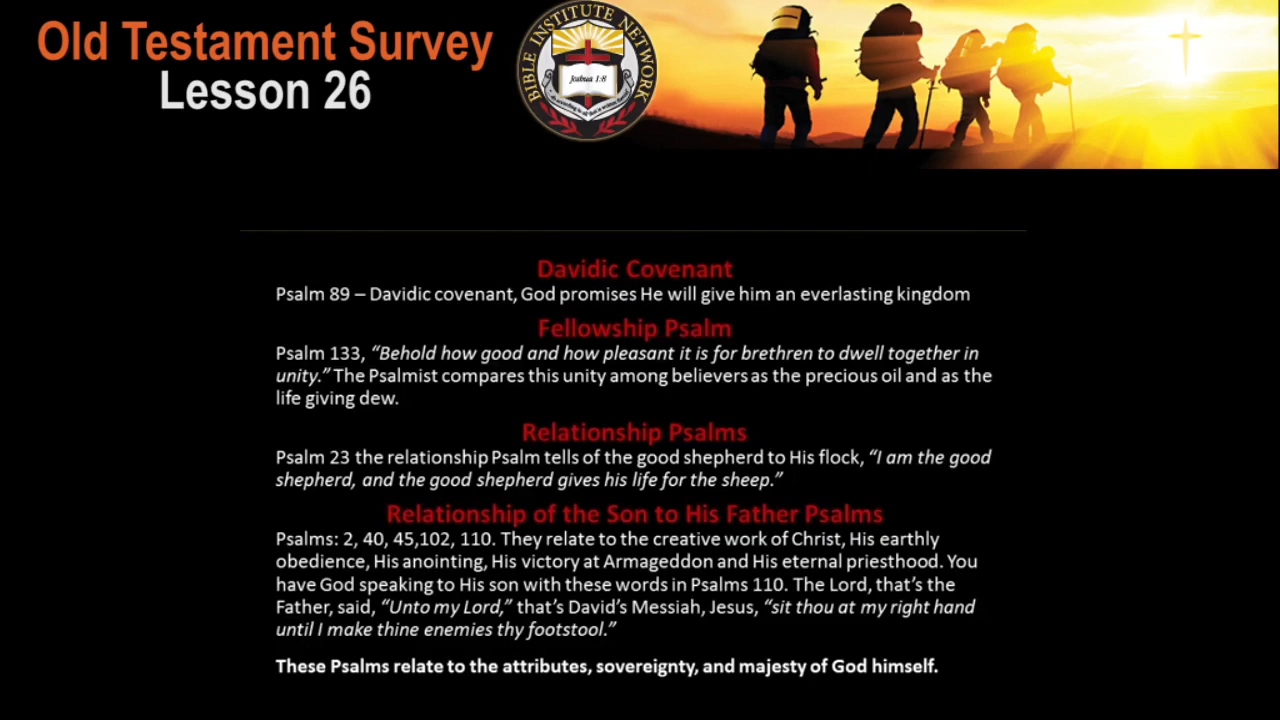 Old Testament Survey
Lesson 26
BIBLE INSTITUTE NETWORK
Joshua 1:8
Davidic Covenant
Psalm 89 – Davidic covenant, God promises He will give him an everlasting kingdom
Fellowship Psalm
Psalm 133, “Behold how good and how pleasant it is for brethren to dwell together in
unity.” The Psalmist compares this unity among believers as the precious oil and as the
life giving dew.
Relationship Psalms
Psalm 23 the relationship Psalm tells of the good shepherd to His flock, “I am the good
shepherd, and the good shepherd gives his life for the sheep.”
Relationship of the Son to His Father Psalms
Psalms: 2, 40, 45,102, 110. They relate to the creative work of Christ, His earthly
obedience, His anointing, His victory at Armageddon and His eternal priesthood. You
have God speaking to His son with these words in Psalms 110. The Lord, that’s the
Father, said, “Unto my Lord,” that’s David’s Messiah, Jesus, “sit thou at my right hand
until I make thine enemies thy footstool.”
These Psalms relate to the attributes, sovereignty, and majesty of God himself.